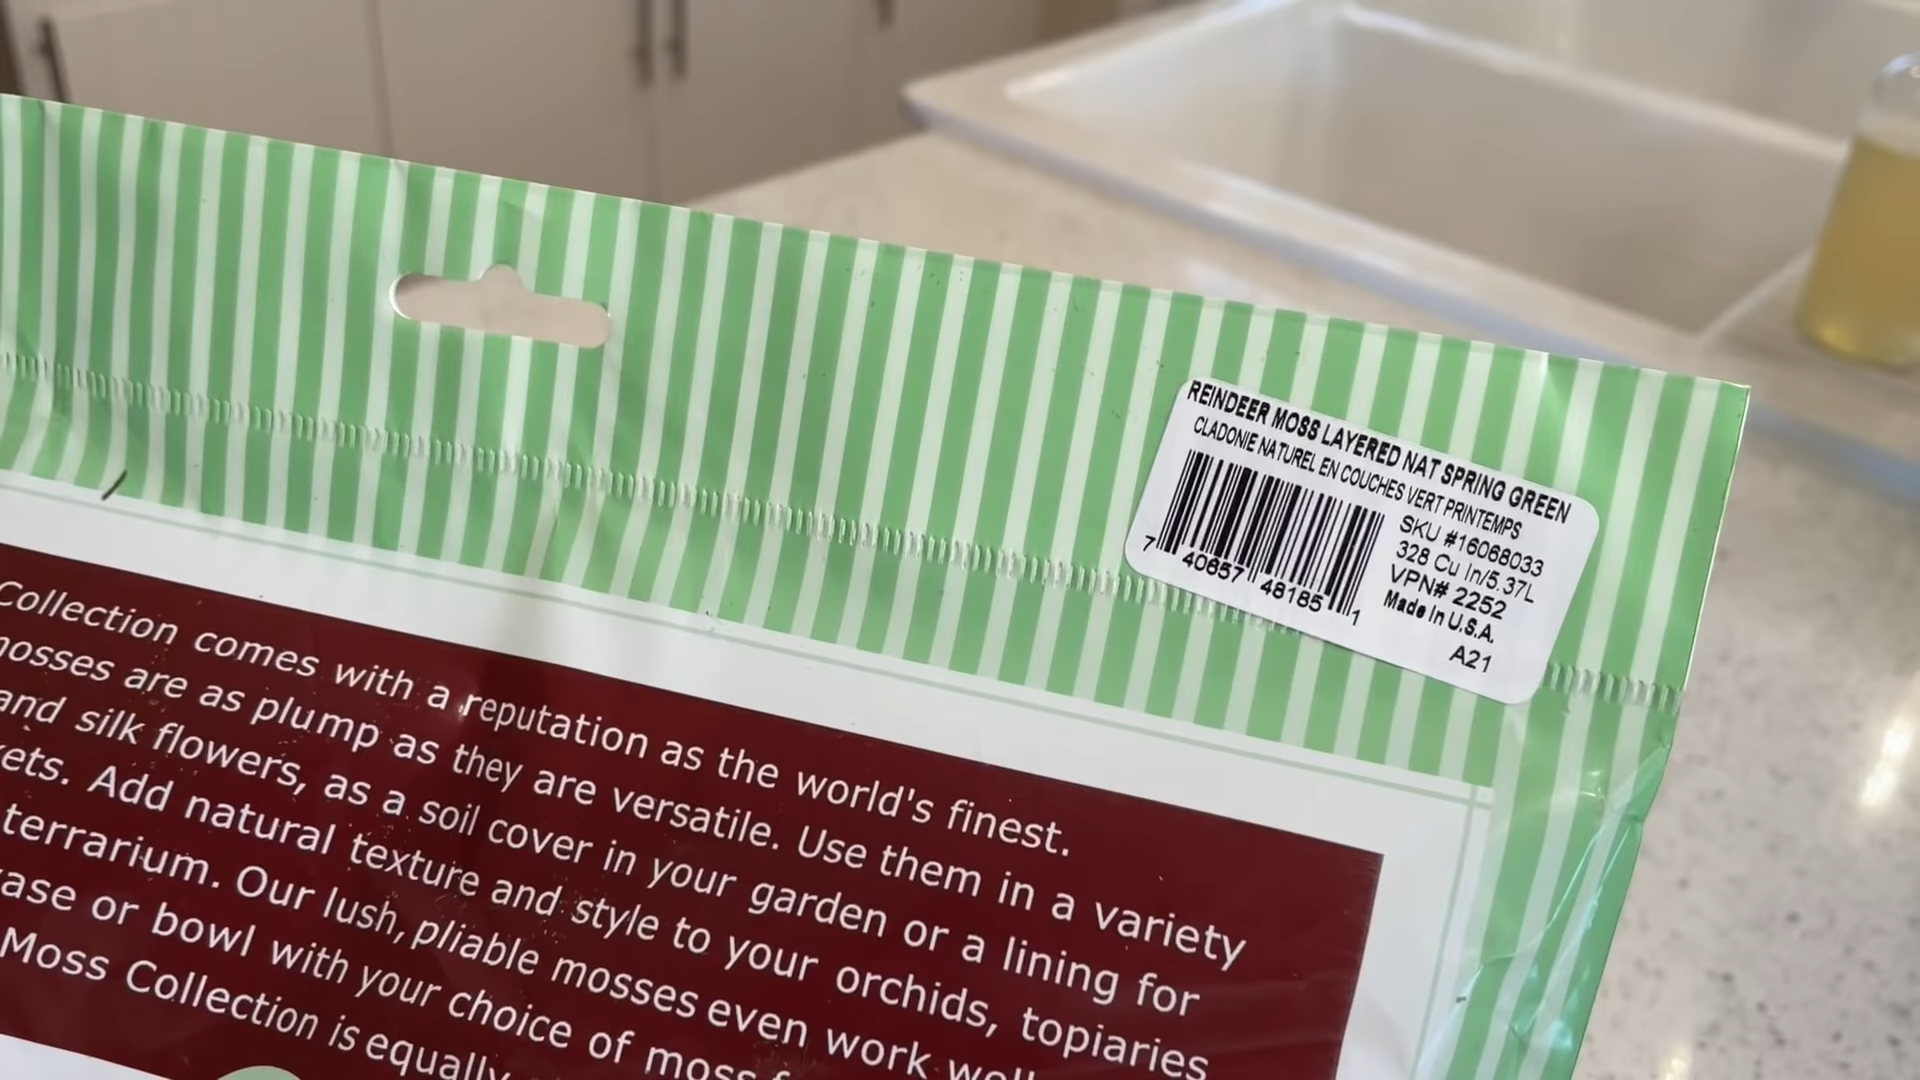 REINDEER MOSS LAYERED NAT SPRING GREEN
CLADONIE NATUREL EN COUCHES VERT PRINTEMPS
SKU #16068033
328 Cu In/5.37L
VPN# 2252
Made In U.S.A.
A21
7 40657 48185 1
Collection comes with a reputation as the world's finest.
mosses are as plump as they are versatile. Use them in a variety
and silk flowers, as a soil cover in your garden or a lining for
Add natural texture and style to your orchids, topiaries
terrarium. Our lush, pliable mosses even work well
or bowl with your choice of moss
Moss Collection is equally